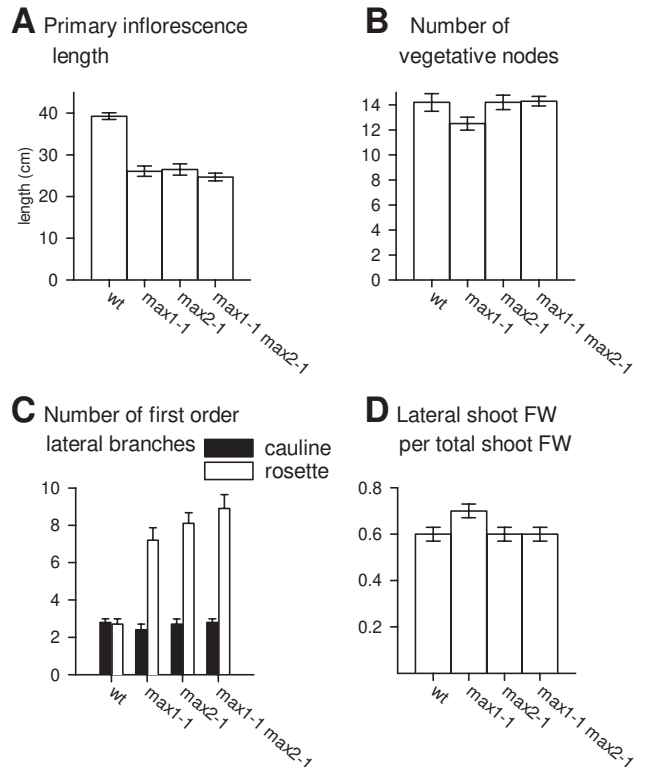 A Primary inflorescence
length
40
30
20
10
0
length (cm)
wt
max1-1
max2-1
max1-1 max2-1
B Number of
vegetative nodes
14
12
10
8
6
4
2
0
wt
max1-1
max2-1
max1-1 max2-1
C Number of first order
lateral branches
cauline
rosette
10
8
6
4
2
0
wt
max1-1
max2-1
max1-1 max2-1
D Lateral shoot FW
per total shoot FW
0.8
0.6
0.4
0.2
wt
max1-1
max2-1
max1-1 max2-1